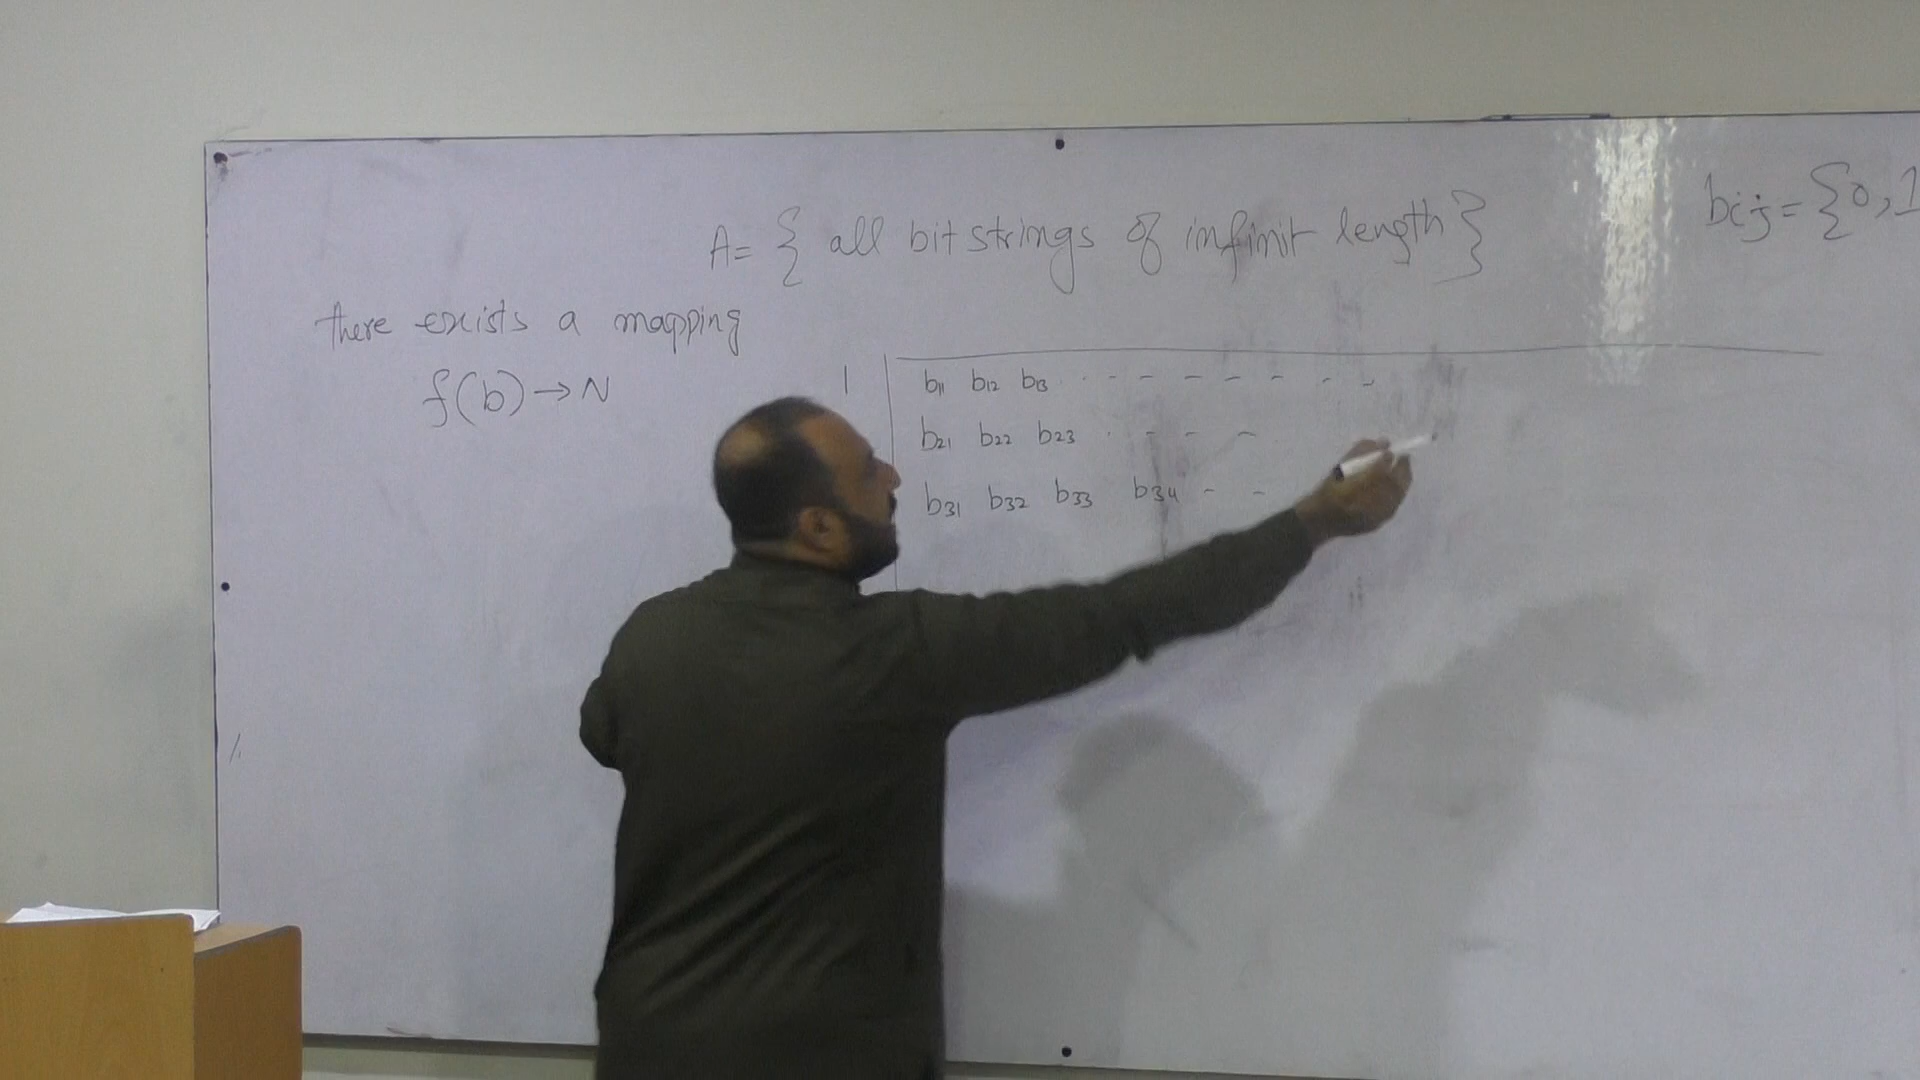 A = { all bit strings of infinit length }
bij = {0,1
there exists a mapping
f(b) → N
1 b11 b12 b13 . - - - - - - - -
b21 b22 b23 . - - -
b31 b32 b33 b34 - -